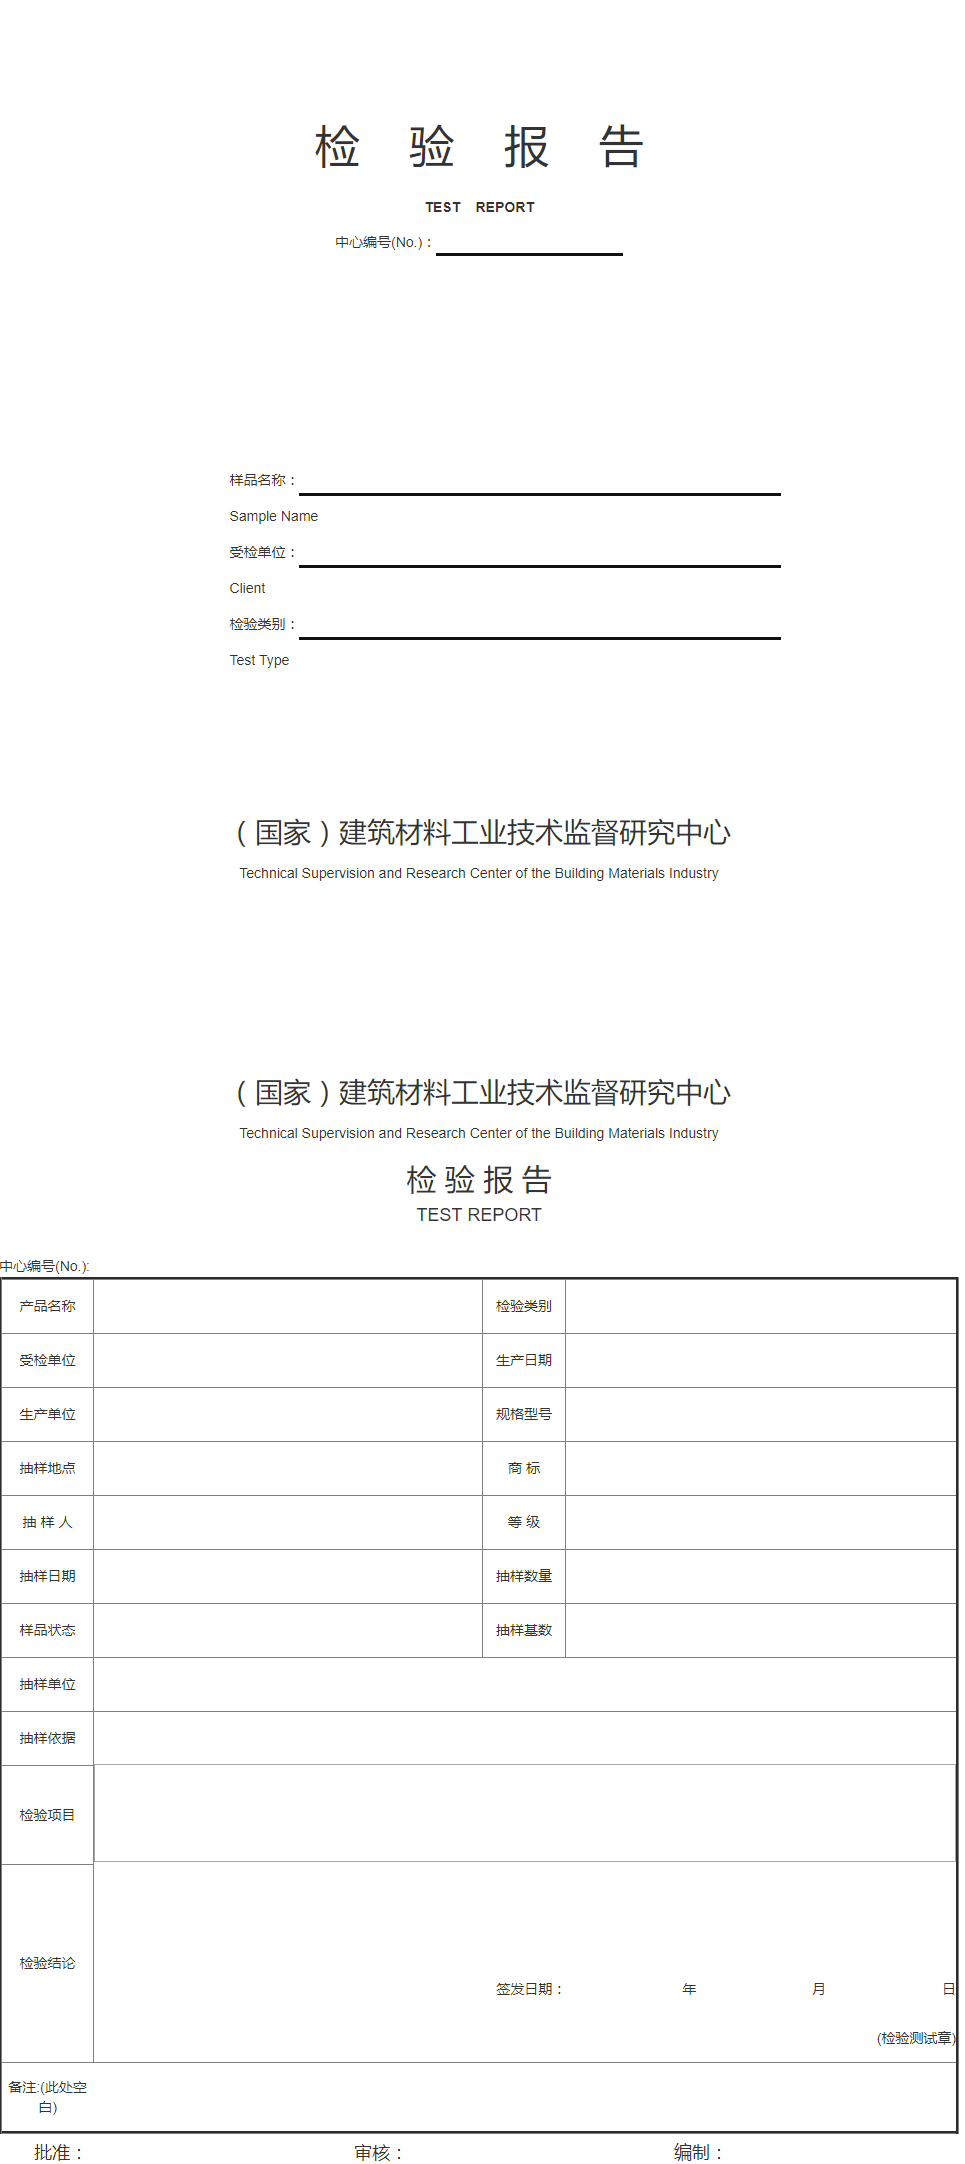 检 验 报 告
TEST REPORT
中心编号(No.)：
样品名称：
Sample Name
受检单位：
Client
检验类别：
Test Type
（国家）建筑材料工业技术监督研究中心
Technical Supervision and Research Center of the Building Materials Industry
（国家）建筑材料工业技术监督研究中心
Technical Supervision and Research Center of the Building Materials Industry
检验报告
TEST REPORT
中心编号(No.):
产品名称 检验类别
受检单位 生产日期
生产单位 规格型号
抽样地点 商 标
抽 样 人 等 级
抽样日期 抽样数量
样品状态 抽样基数
抽样单位
抽样依据
检验项目
检验结论
签发日期： 年 月 日
(检验测试章)
备注:(此处空
白)
批准： 审核： 编制：